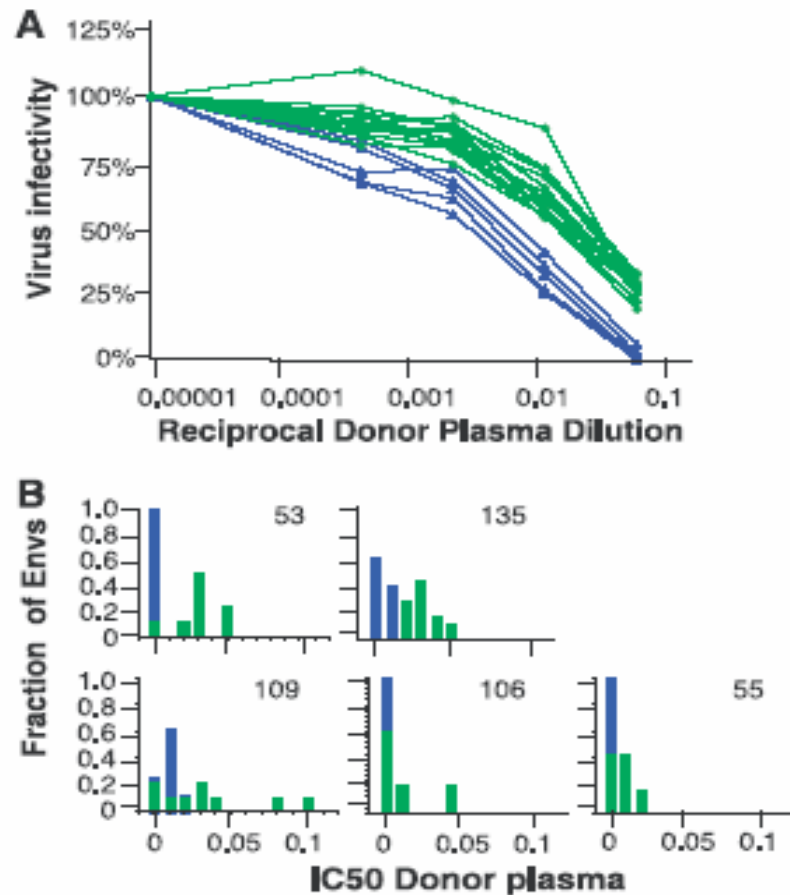 A
Virus infectivity
125%
100%
75%
50%
25%
0%
0.00001 0.0001 0.001 0.01 0.1
Reciprocal Donor Plasma Dilution
B
Fraction of Envs
1.0
0.8
0.6
0.4
0.2
0
53
135
1.0
0.8
0.6
0.4
0.2
0
109
106
55
0 0.05 0.1
0 0.05 0.1
0 0.05 0.1
IC50 Donor plasma